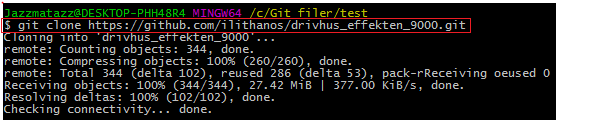 Jazzmatazz@DESKTOP-PHH48R4 MINGW64 /c/Git filer/test
$ git clone https://github.com/ilithanos/drivhus_effekten_9000.git
Cloning into 'drivhus_effekten_9000'...
remote: Counting objects: 344, done.
remote: Compressing objects: 100% (260/260), done.
remote: Total 344 (delta 102), reused 286 (delta 53), pack-rReceiving oeused 0
Receiving objects: 100% (344/344), 27.42 MiB | 377.00 KiB/s, done.
Resolving deltas: 100% (102/102), done.
Checking connectivity... done.